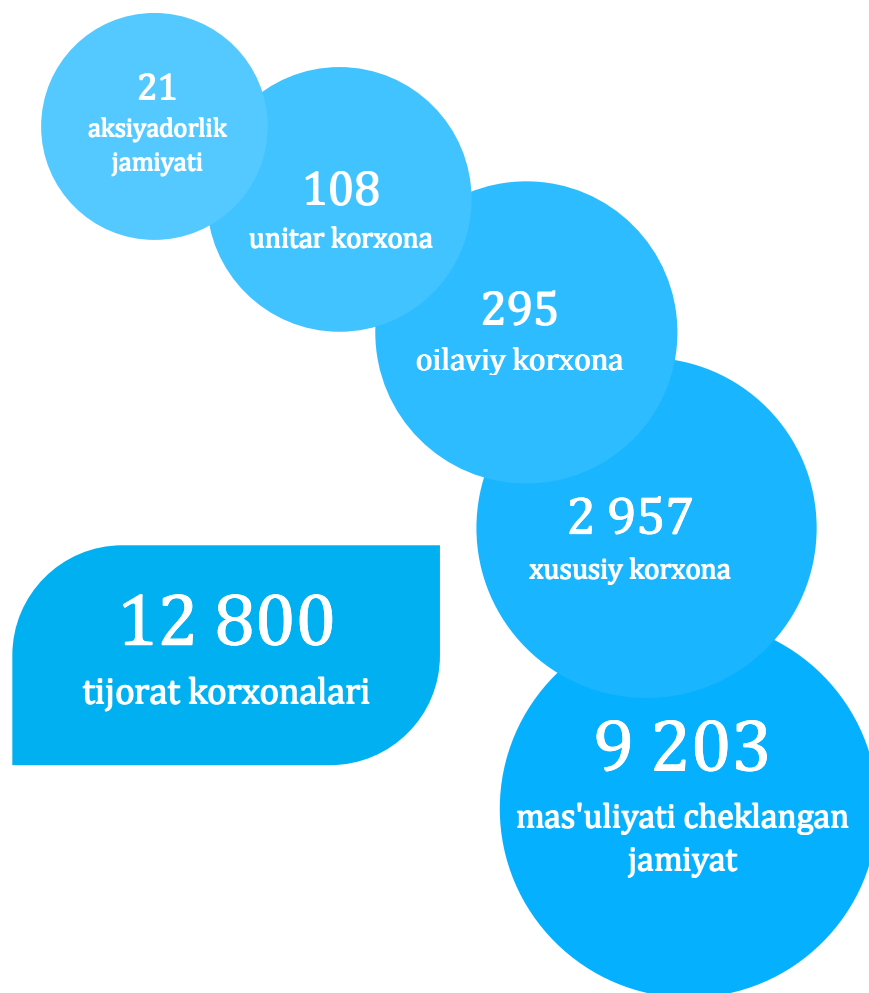 21
aksiyadorlik
jamiyati
108
unitar korxona
295
oilaviy korxona
2 957
xususiy korxona
12 800
tijorat korxonalari
9 203
mas'uliyati cheklangan
jamiyat